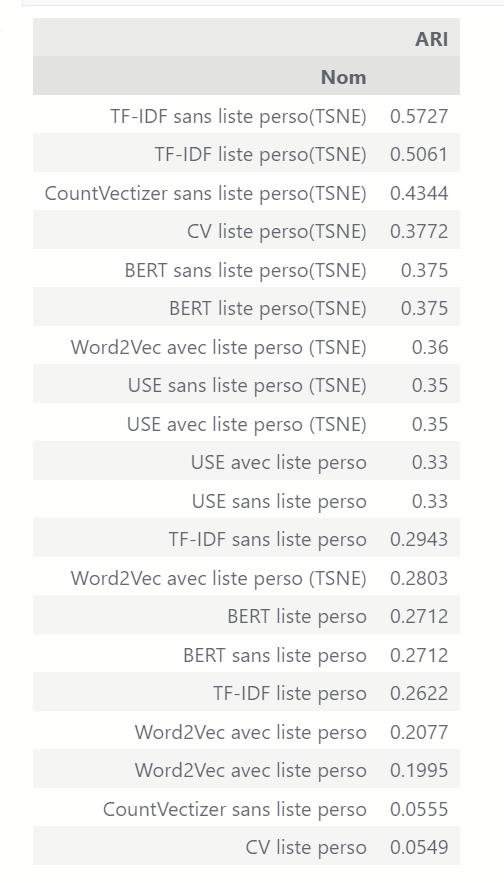 ARI
Nom
TF-IDF sans liste perso(TSNE) 0.5727
TF-IDF liste perso(TSNE) 0.5061
CountVectizer sans liste perso(TSNE) 0.4344
CV liste perso(TSNE) 0.3772
BERT sans liste perso(TSNE) 0.375
BERT liste perso(TSNE) 0.375
Word2Vec avec liste perso (TSNE) 0.36
USE sans liste perso (TSNE) 0.35
USE avec liste perso (TSNE) 0.35
USE avec liste perso 0.33
USE sans liste perso 0.33
TF-IDF sans liste perso 0.2943
Word2Vec avec liste perso (TSNE) 0.2803
BERT liste perso 0.2712
BERT sans liste perso 0.2712
TF-IDF liste perso 0.2622
Word2Vec avec liste perso 0.2077
Word2Vec avec liste perso 0.1995
CountVectizer sans liste perso 0.0555
CV liste perso 0.0549